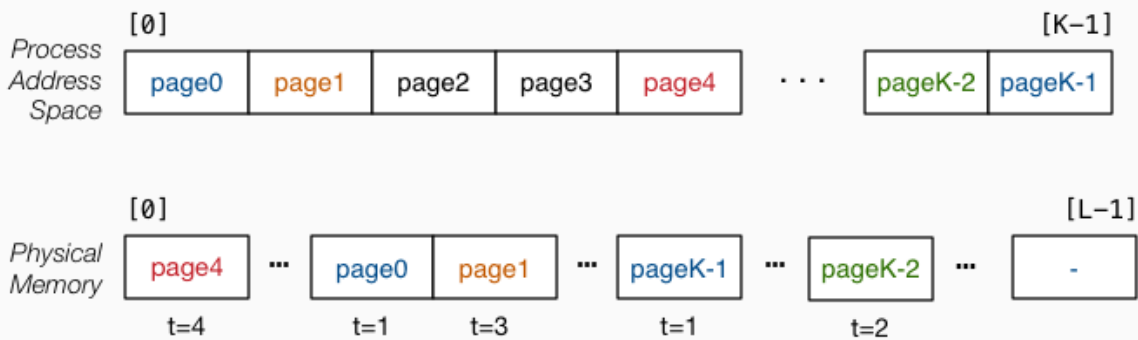 [0] [K-1]
Process
Address
Space
page0 page1 page2 page3 page4 ... pageK-2 pageK-1
[0] [L-1]
Physical
Memory
page4 ... page0 page1 ... pageK-1 ... pageK-2 ... -
t=4 t=1 t=3 t=1 t=2